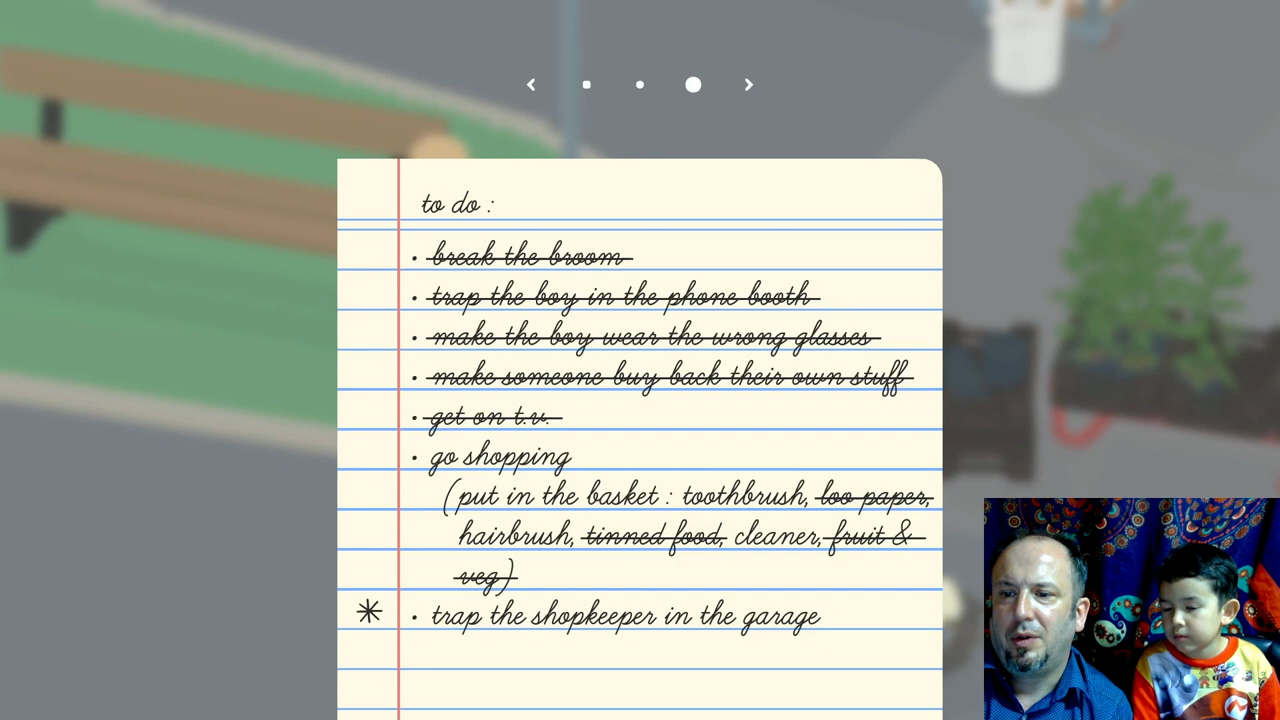 to do :
• break the broom
• trap the boy in the phone booth
• make the boy wear the wrong glasses
• make someone buy back their own stuff
• get on t.v.
• go shopping
(put in the basket : toothbrush, loo paper,
hairbrush, tinned food, cleaner, fruit &
veg)
* • trap the shopkeeper in the garage